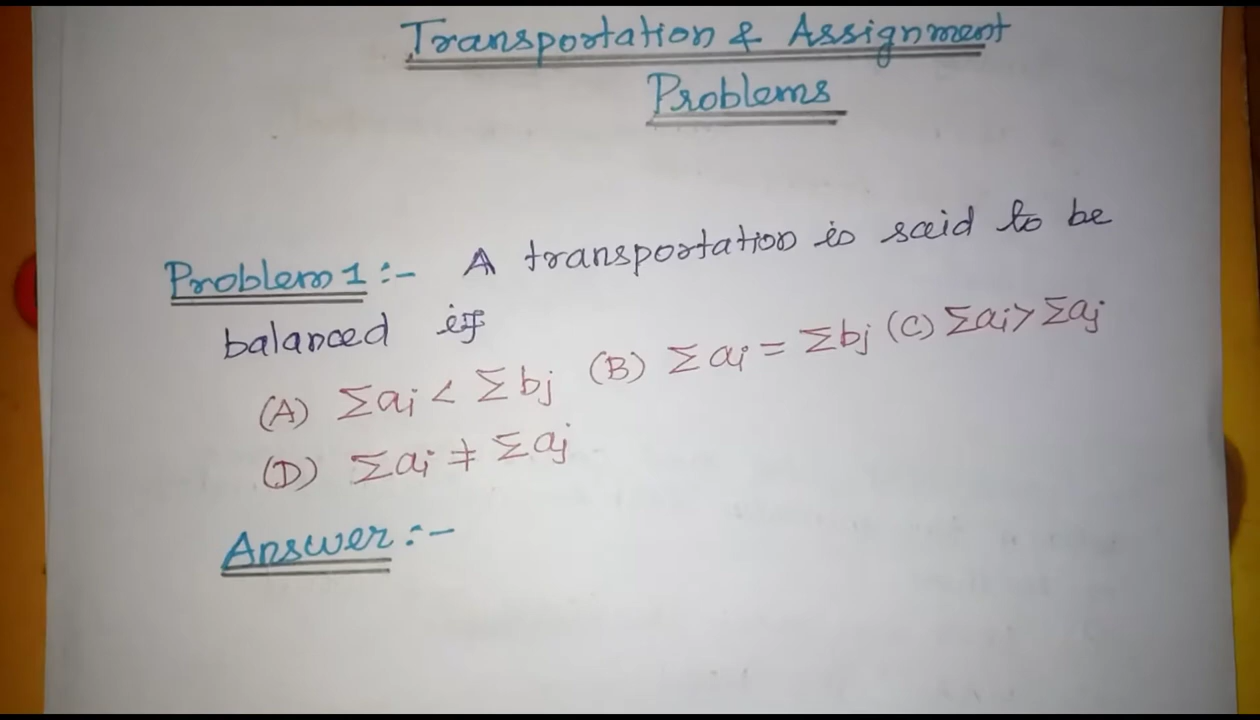 Transportation & Assignment
Problems
Problem 1 :- A transportation is said to be
balanced if
(A) Σai < Σbj (B) Σai = Σbj (C) Σai > Σaj
(D) Σai ≠ Σaj
Answer :-